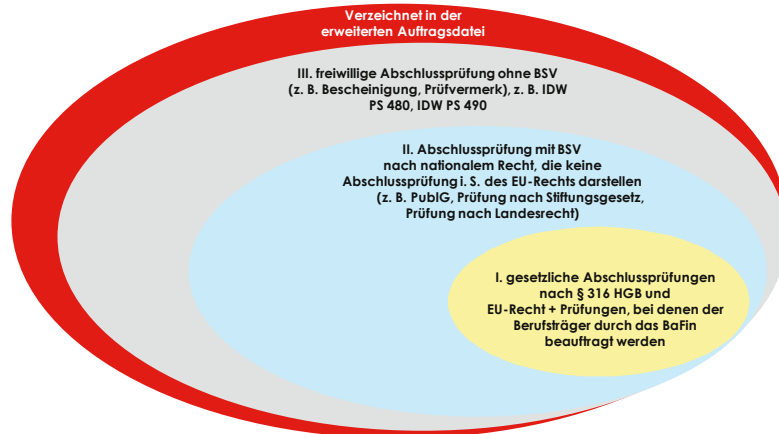 Verzeichnet in der
erweiterten Auftragsdatei
III. freiwillige Abschlussprüfung ohne BSV
(z. B. Bescheinigung, Prüfvermerk), z. B. IDW
PS 480, IDW PS 490
II. Abschlussprüfung mit BSV
nach nationalem Recht, die keine
Abschlussprüfung i. S. des EU-Rechts darstellen
(z. B. PublG, Prüfung nach Stiftungsgesetz,
Prüfung nach Landesrecht)
I. gesetzliche Abschlussprüfungen
nach § 316 HGB und
EU-Recht + Prüfungen, bei denen der
Berufsträger durch das BaFin
beauftragt werden